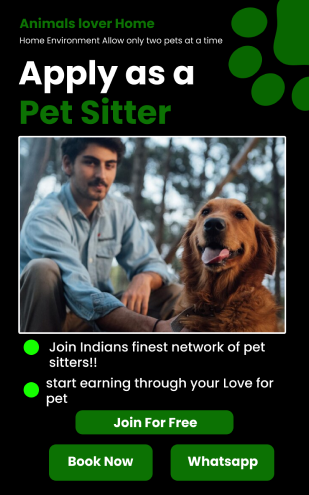 Animals lover Home
Home Environment Allow only two pets at a time
Apply as a
Pet Sitter
Join Indians finest network of pet
sitters!!
start earning through your Love for
pet
Join For Free
Book Now
Whatsapp